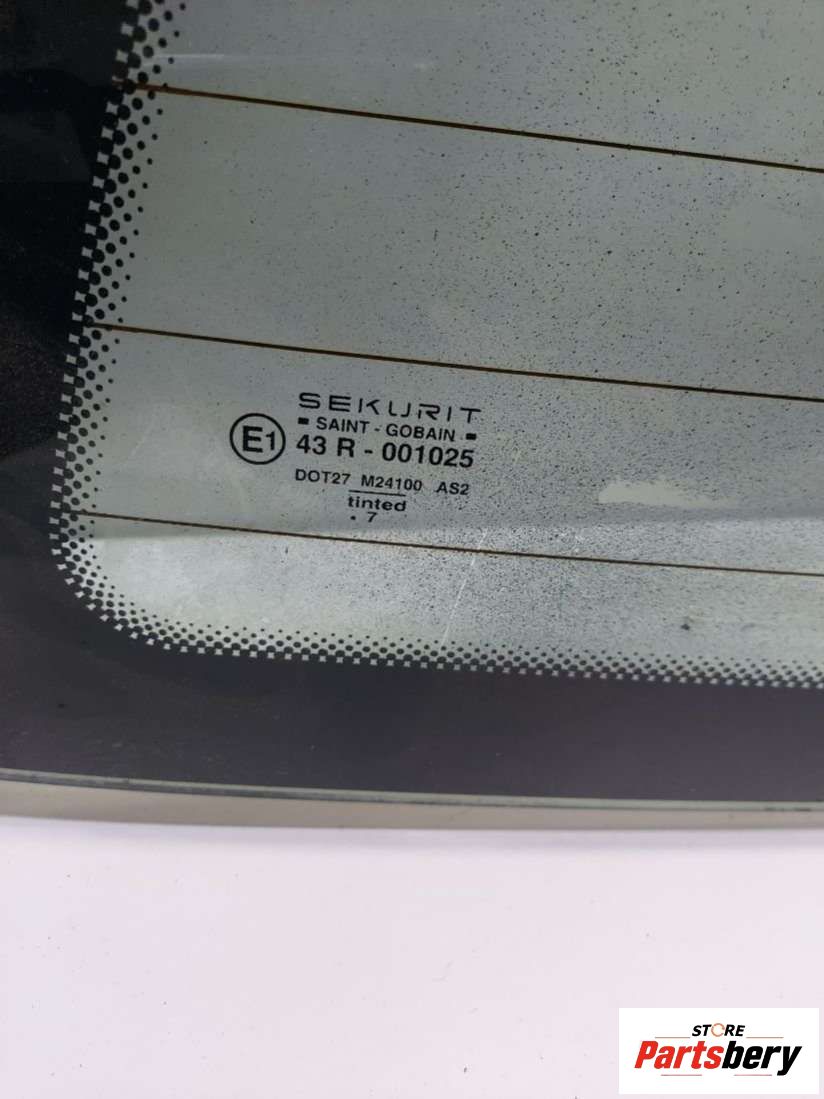 SEKURIT
SAINT - GOBAIN
E1
43 R - 001025
DOT27 M24100 AS2
tinted
. 7
STORE
Partsbery